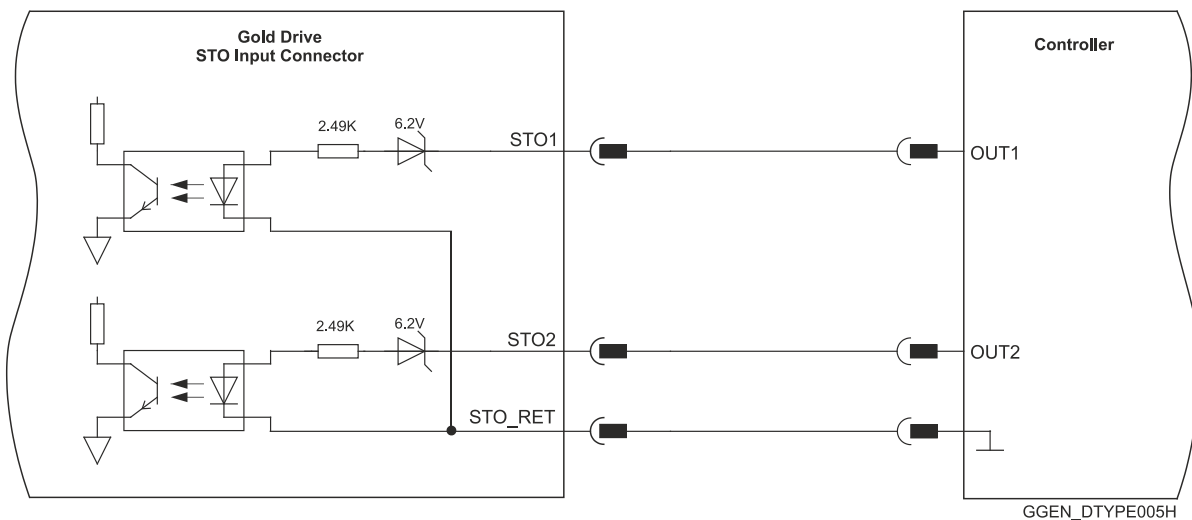 Gold Drive
STO Input Connector
Controller
2.49K
6.2V
STO1
OUT1
2.49K
6.2V
STO2
OUT2
STO_RET
GGEN_DTYPE005H